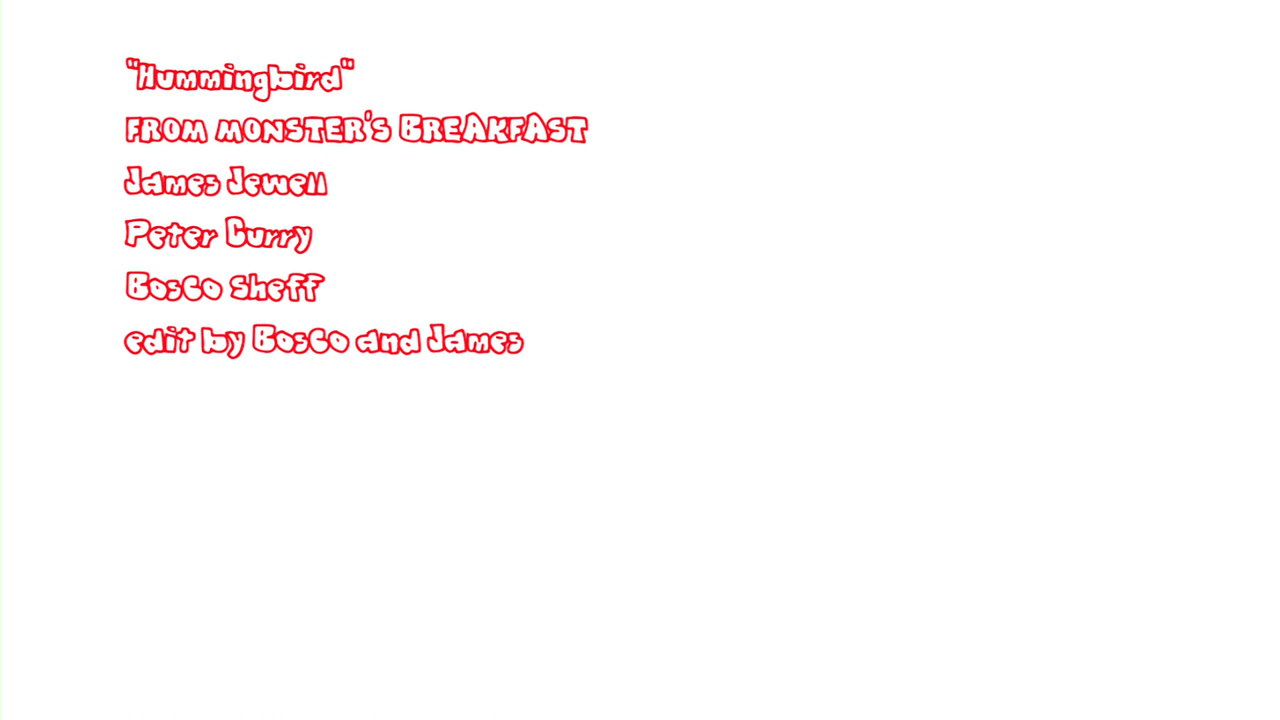 "Hummingbird"
FROM MONSTER'S BREAKFAST
James Jewell
Peter Curry
Bosco Sheff
edit by Bosco and James